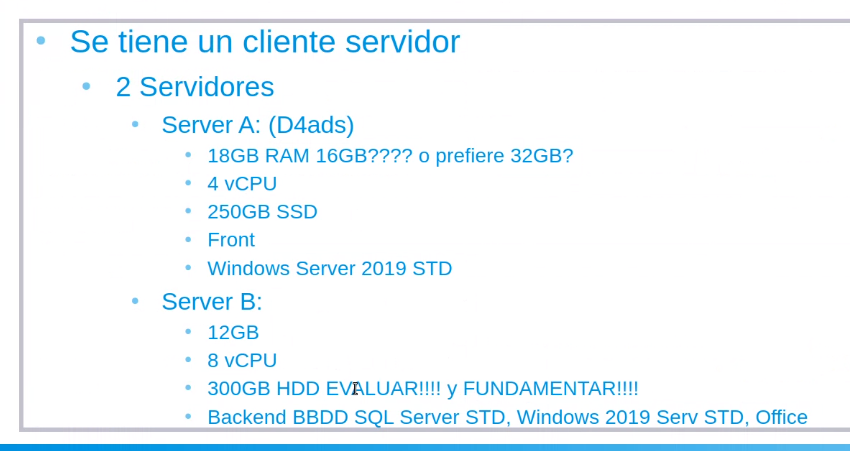 Se tiene un cliente servidor
2 Servidores
Server A: (D4ads)
18GB RAM 16GB???? o prefiere 32GB?
4 vCPU
250GB SSD
Front
Windows Server 2019 STD
Server B:
12GB
8 vCPU
300GB HDD EVALUAR!!!! y FUNDAMENTAR!!!!
Backend BBDD SQL Server STD, Windows 2019 Serv STD, Office